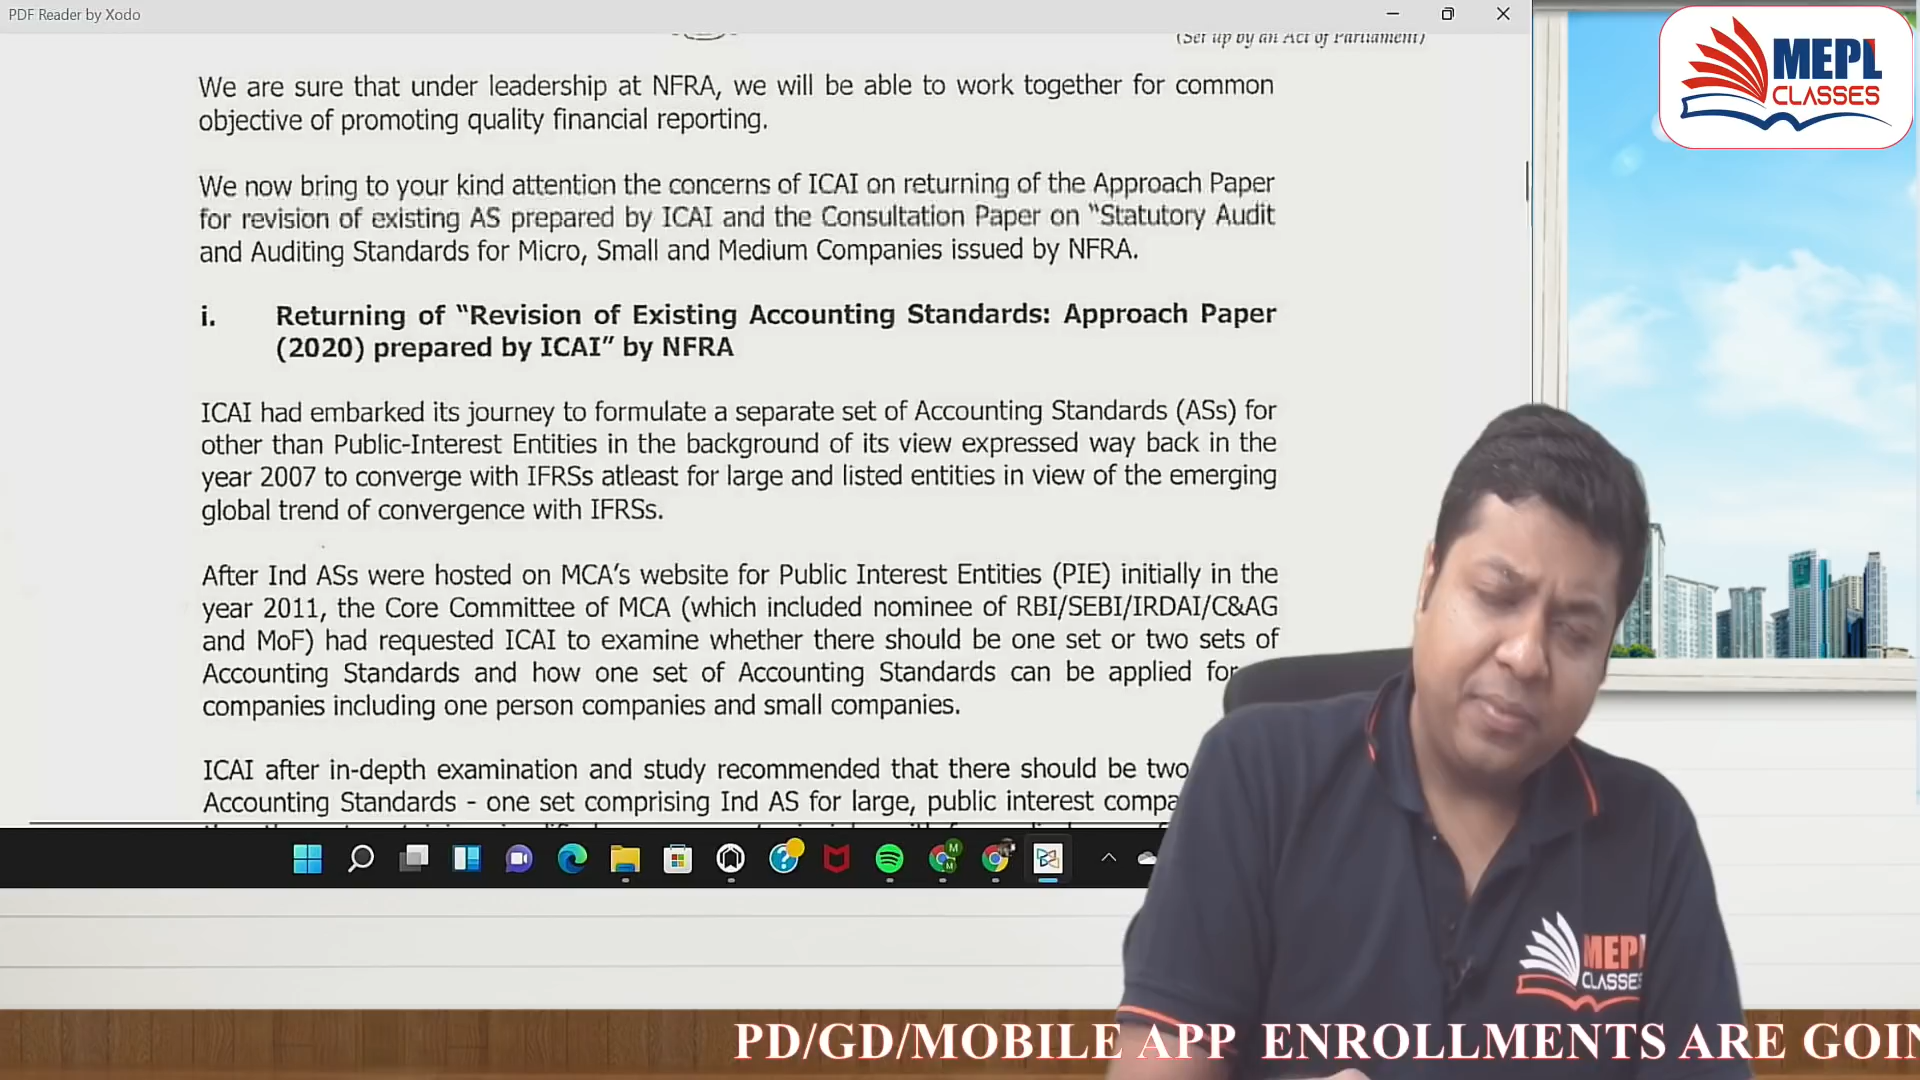 PDF Reader by Xodo
(Set up by an Act of Parliament)
We are sure that under leadership at NFRA, we will be able to work together for common
objective of promoting quality financial reporting.
We now bring to your kind attention the concerns of ICAI on returning of the Approach Paper
for revision of existing AS prepared by ICAI and the Consultation Paper on “Statutory Audit
and Auditing Standards for Micro, Small and Medium Companies issued by NFRA.
i. Returning of “Revision of Existing Accounting Standards: Approach Paper
(2020) prepared by ICAI” by NFRA
ICAI had embarked its journey to formulate a separate set of Accounting Standards (ASs) for
other than Public-Interest Entities in the background of its view expressed way back in the
year 2007 to converge with IFRSs atleast for large and listed entities in view of the emerging
global trend of convergence with IFRSs.
After Ind ASs were hosted on MCA’s website for Public Interest Entities (PIE) initially in the
year 2011, the Core Committee of MCA (which included nominee of RBI/SEBI/IRDAI/C&AG
and MoF) had requested ICAI to examine whether there should be one set or two sets of
Accounting Standards and how one set of Accounting Standards can be applied for
companies including one person companies and small companies.
ICAI after in-depth examination and study recommended that there should be two
Accounting Standards - one set comprising Ind AS for large, public interest compa
MEPL
CLASSES
MEPL
CLASSES
PD/GD/MOBILE APP ENROLLMENTS ARE GOIN